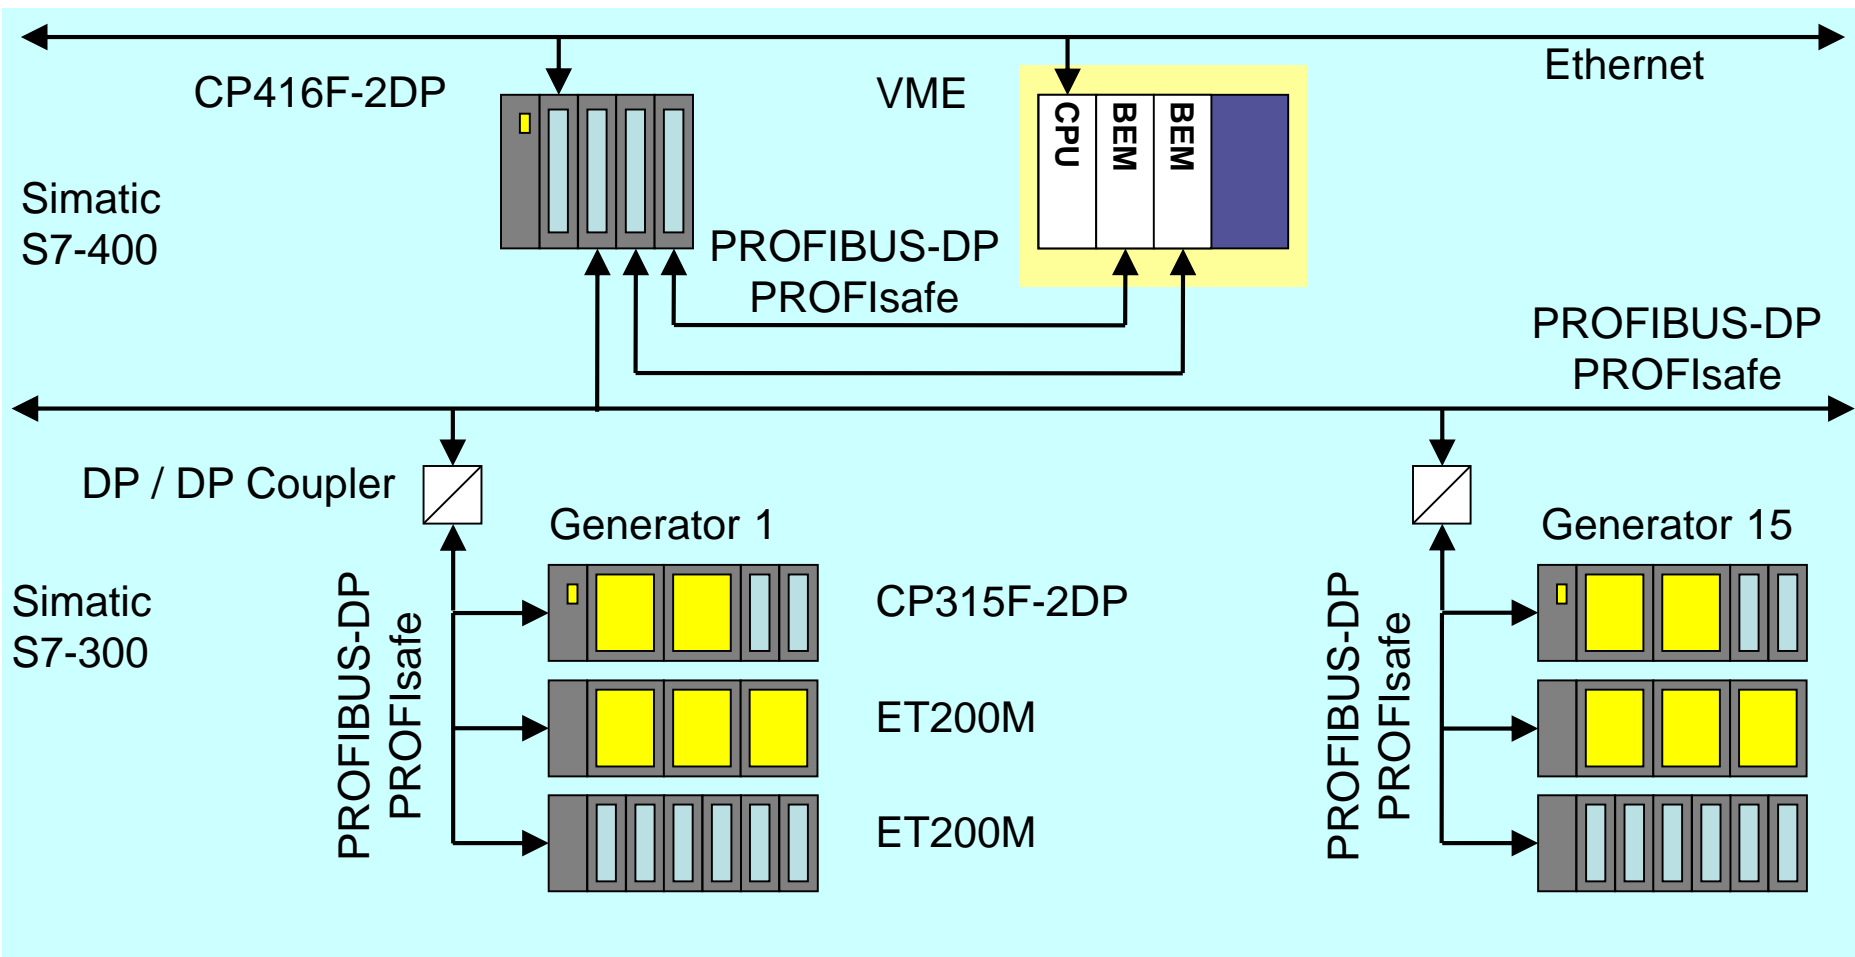 Ethernet
CP416F-2DP
VME
CPU
BEM
BEM
Simatic
S7-400
PROFIBUS-DP
PROFIsafe
PROFIBUS-DP
PROFIsafe
DP / DP Coupler
Generator 1
Generator 15
Simatic
S7-300
PROFIBUS-DP
PROFIsafe
CP315F-2DP
ET200M
ET200M
PROFIBUS-DP
PROFIsafe